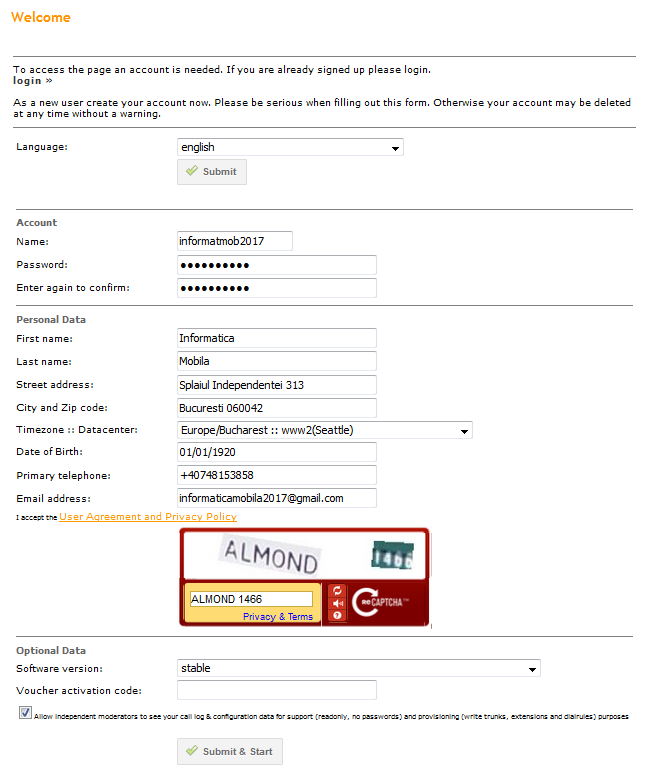 Welcome
To access the page an account is needed. If you are already signed up please login.
login »
As a new user create your account now. Please be serious when filling out this form. Otherwise your account may be deleted
at any time without a warning.
Language: english
Submit
Account
Name: informatmob2017
Password: ●●●●●●●●●●
Enter again to confirm: ●●●●●●●●●●
Personal Data
First name: Informatica
Last name: Mobila
Street address: Splaiul Independentei 313
City and Zip code: Bucuresti 060042
Timezone :: Datacenter: Europe/Bucharest :: www2(Seattle)
Date of Birth: 01/01/1920
Primary telephone: +40748153858
Email address: informaticamobila2017@gmail.com
I accept the User Agreement and Privacy Policy
ALMOND 1466
ALMOND 1466
reCAPTCHA™
Privacy & Terms
Optional Data
Software version: stable
Voucher activation code:
Allow independent moderators to see your call log & configuration data for support (readonly, no passwords) and provisioning (write trunks, extensions and dialrules) purposes
Submit & Start